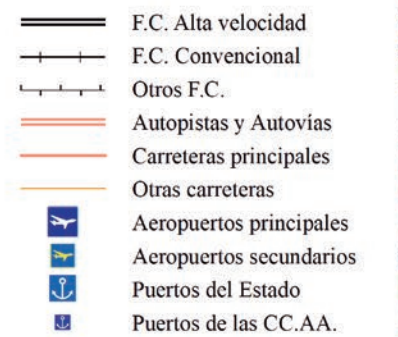 F.C. Alta velocidad
F.C. Convencional
Otros F.C.
Autopistas y Autovías
Carreteras principales
Otras carreteras
Aeropuertos principales
Aeropuertos secundarios
Puertos del Estado
Puertos de las CC.AA.